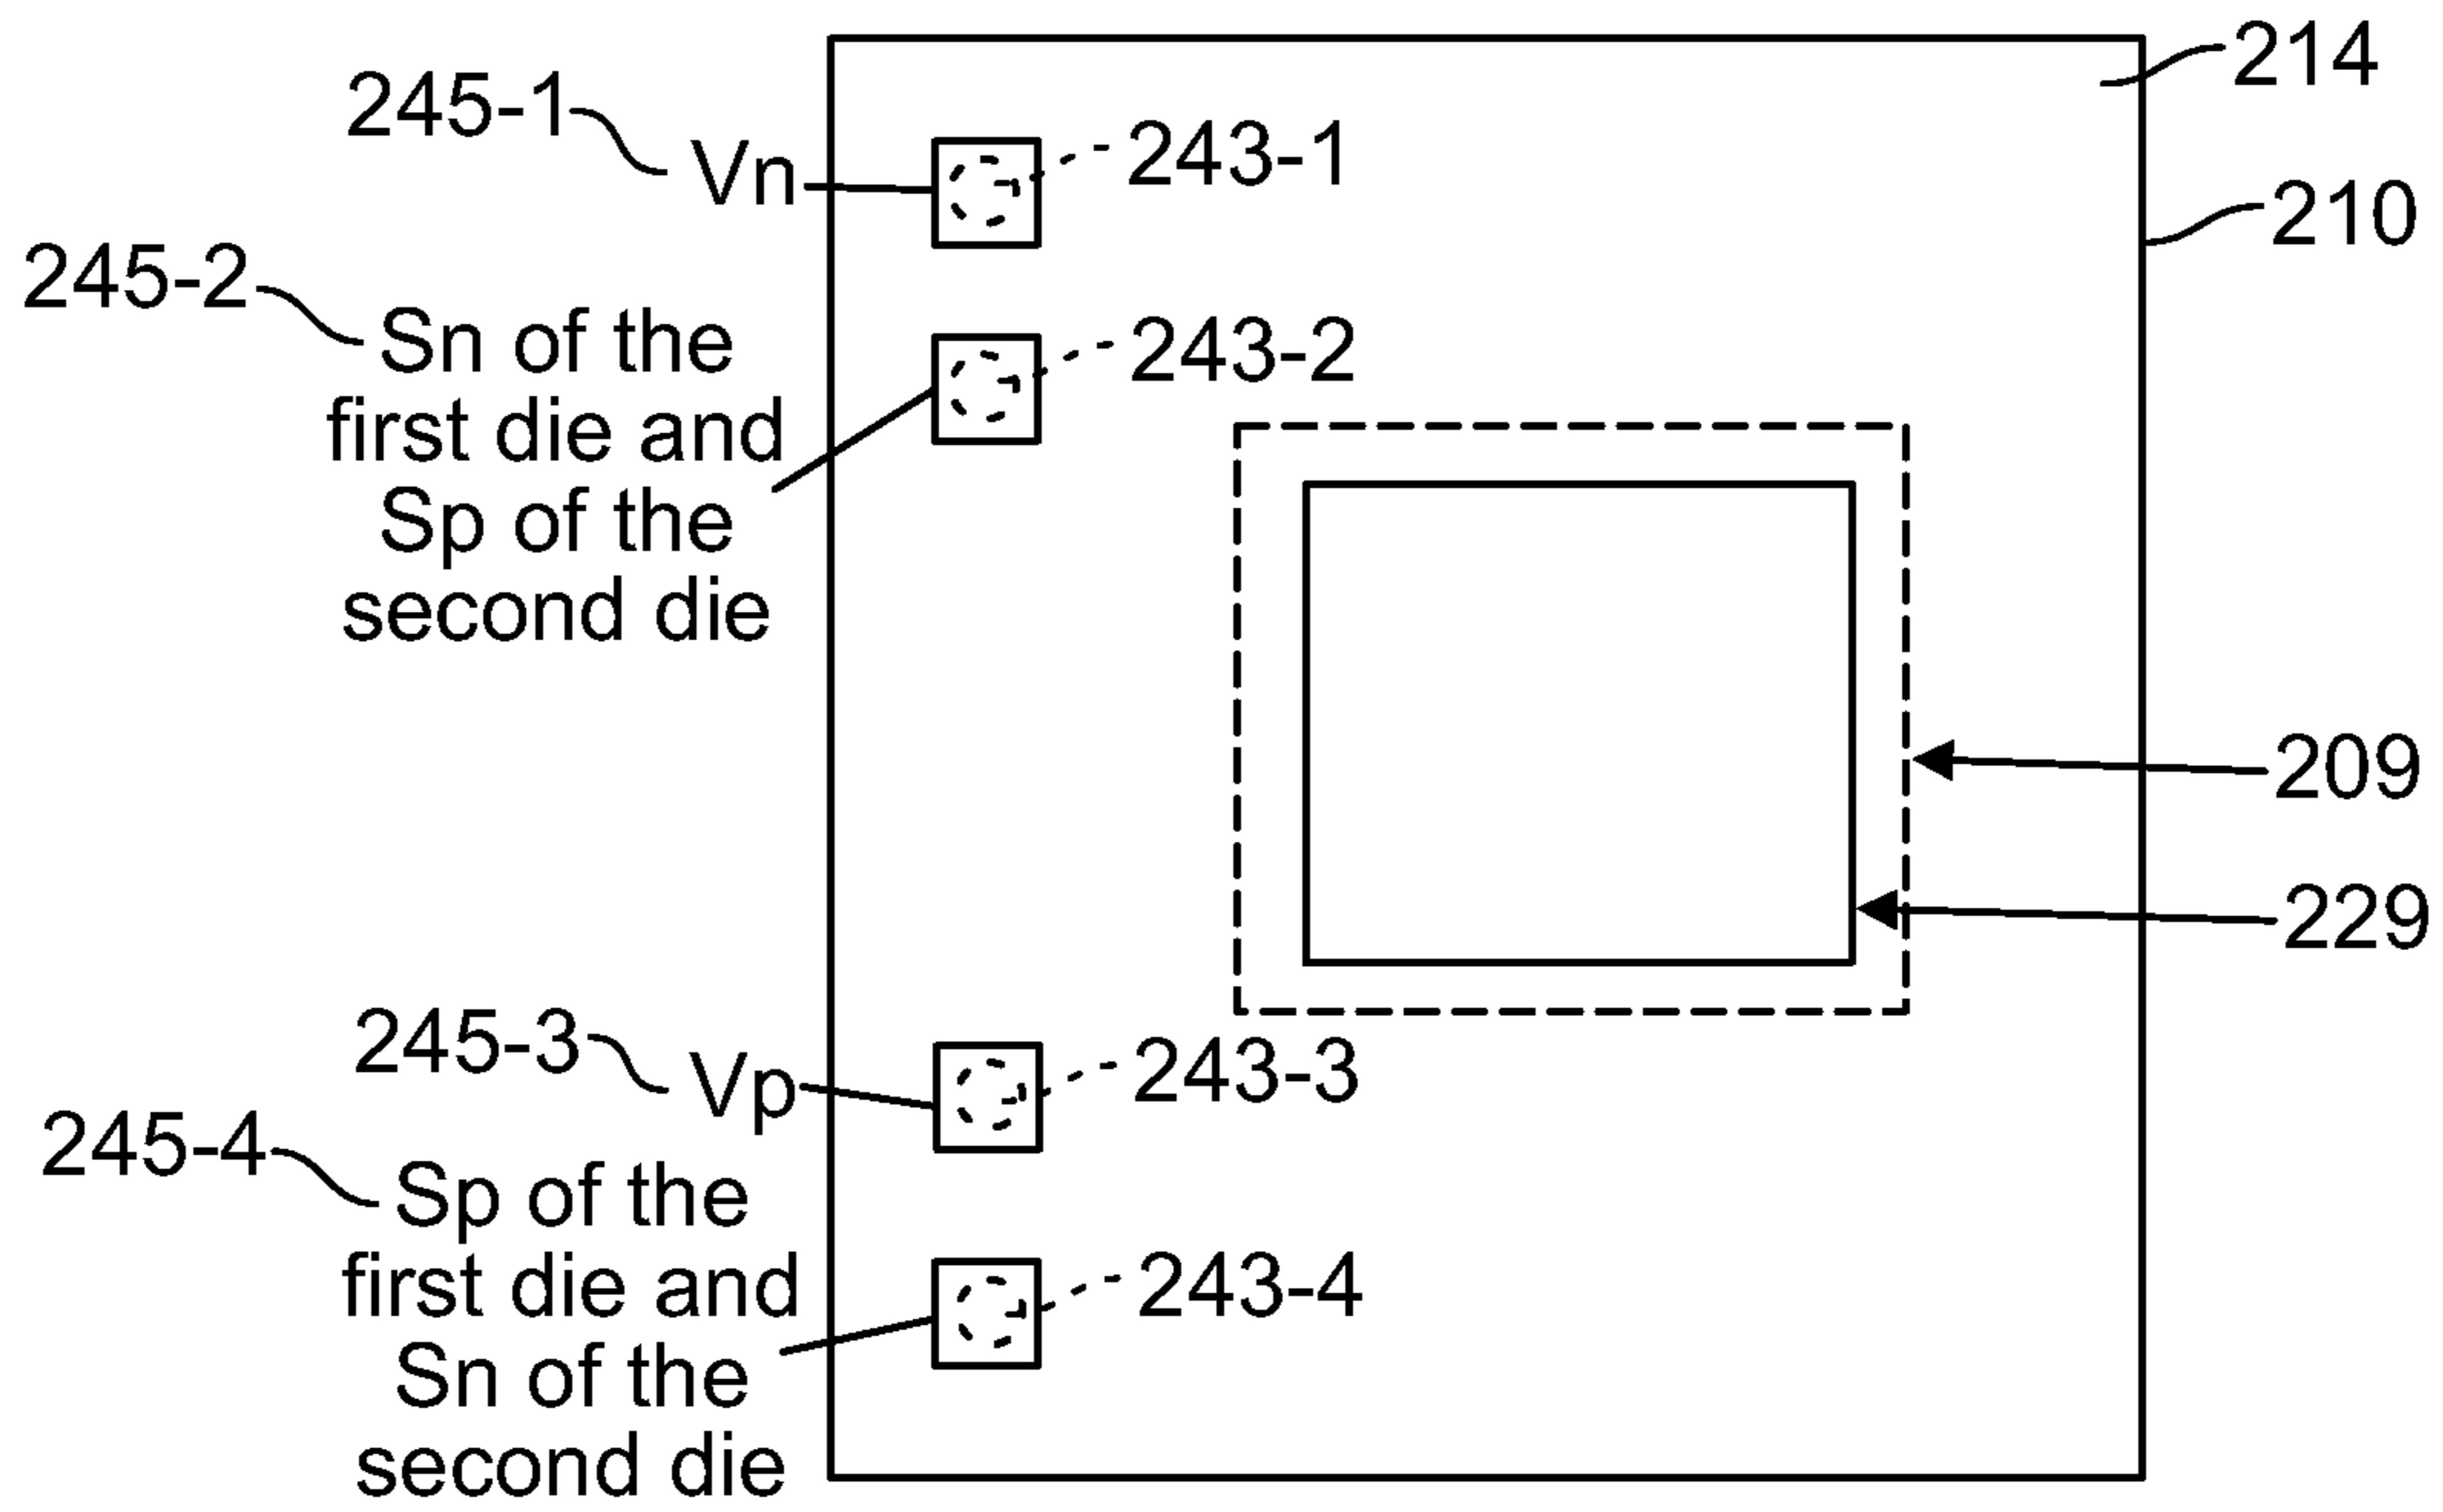 214
245-1
Vn
243-1
210
245-2
Sn of the
first die and
Sp of the
second die
243-2
209
229
245-3
Vp
243-3
245-4
Sp of the
first die and
Sn of the
second die
243-4